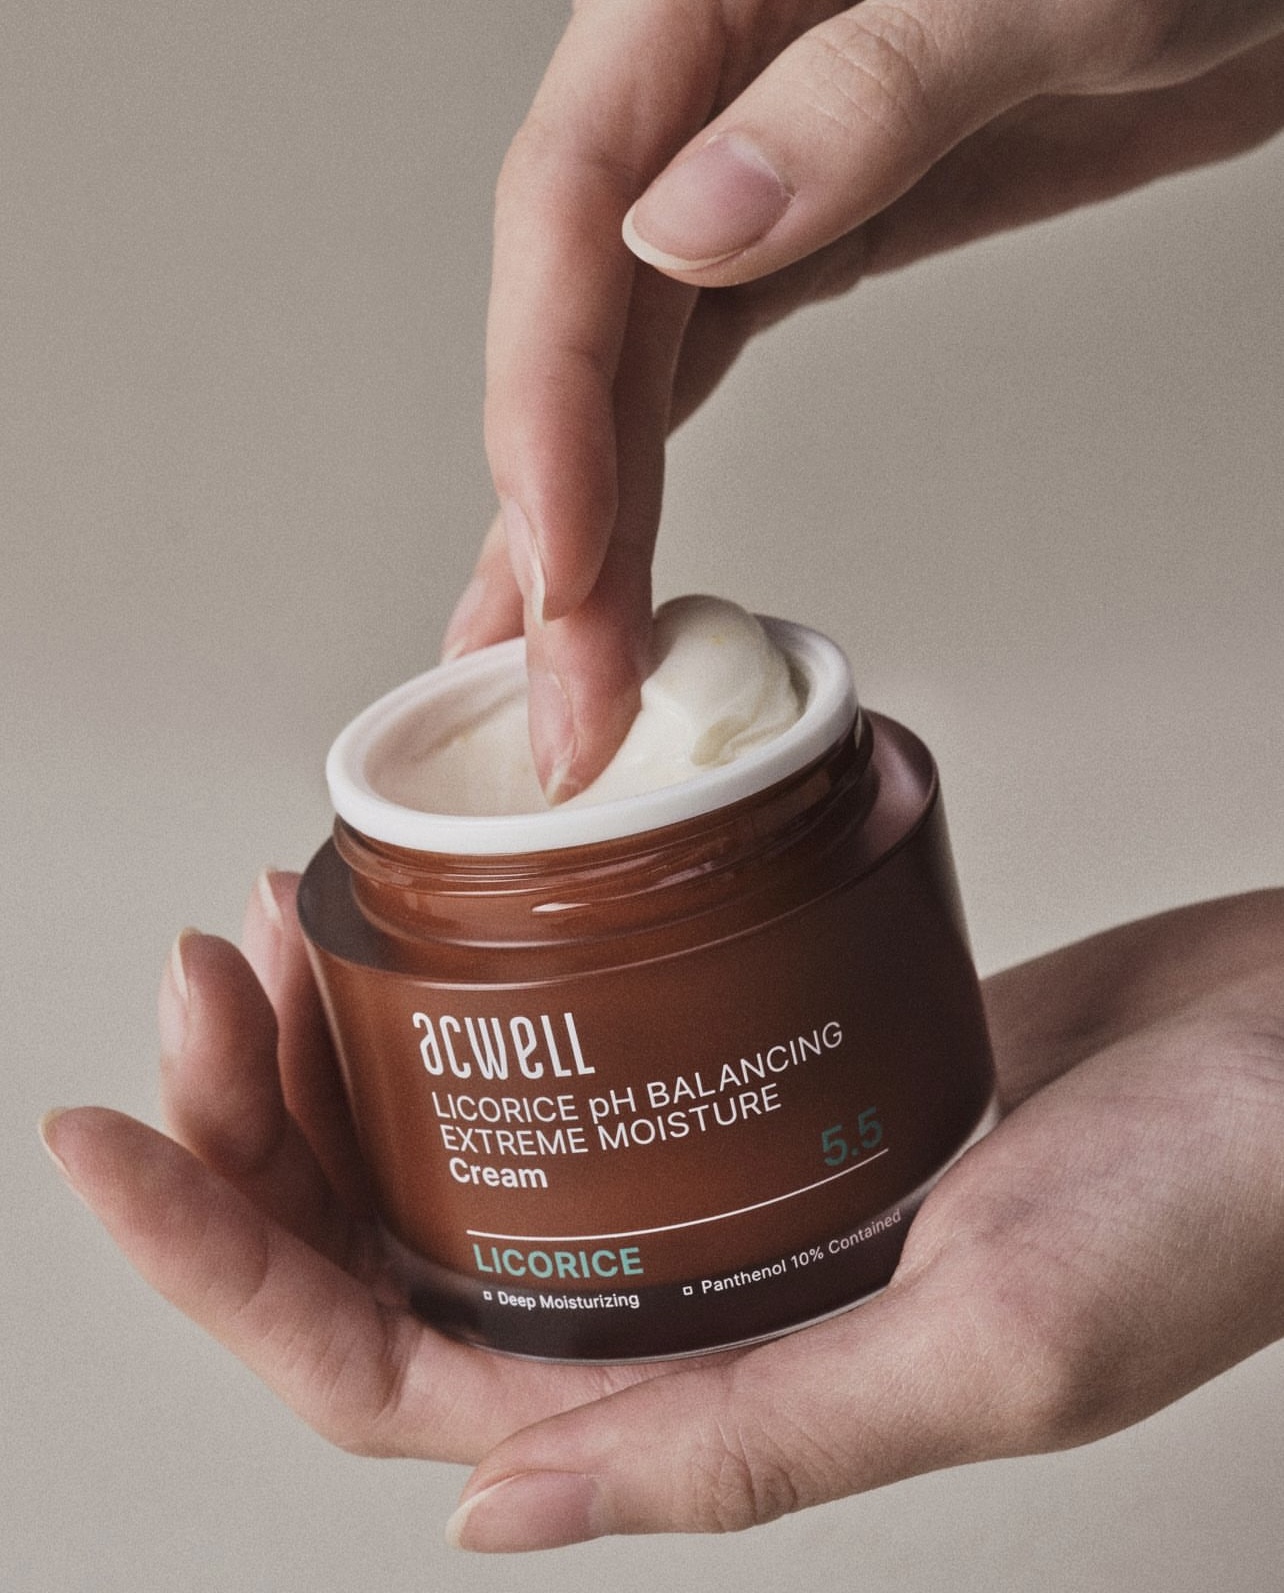 acwell
LICORICE pH BALANCING
EXTREME MOISTURE
Cream
5.5
LICORICE
Deep Moisturizing
Panthenol 10% Contained